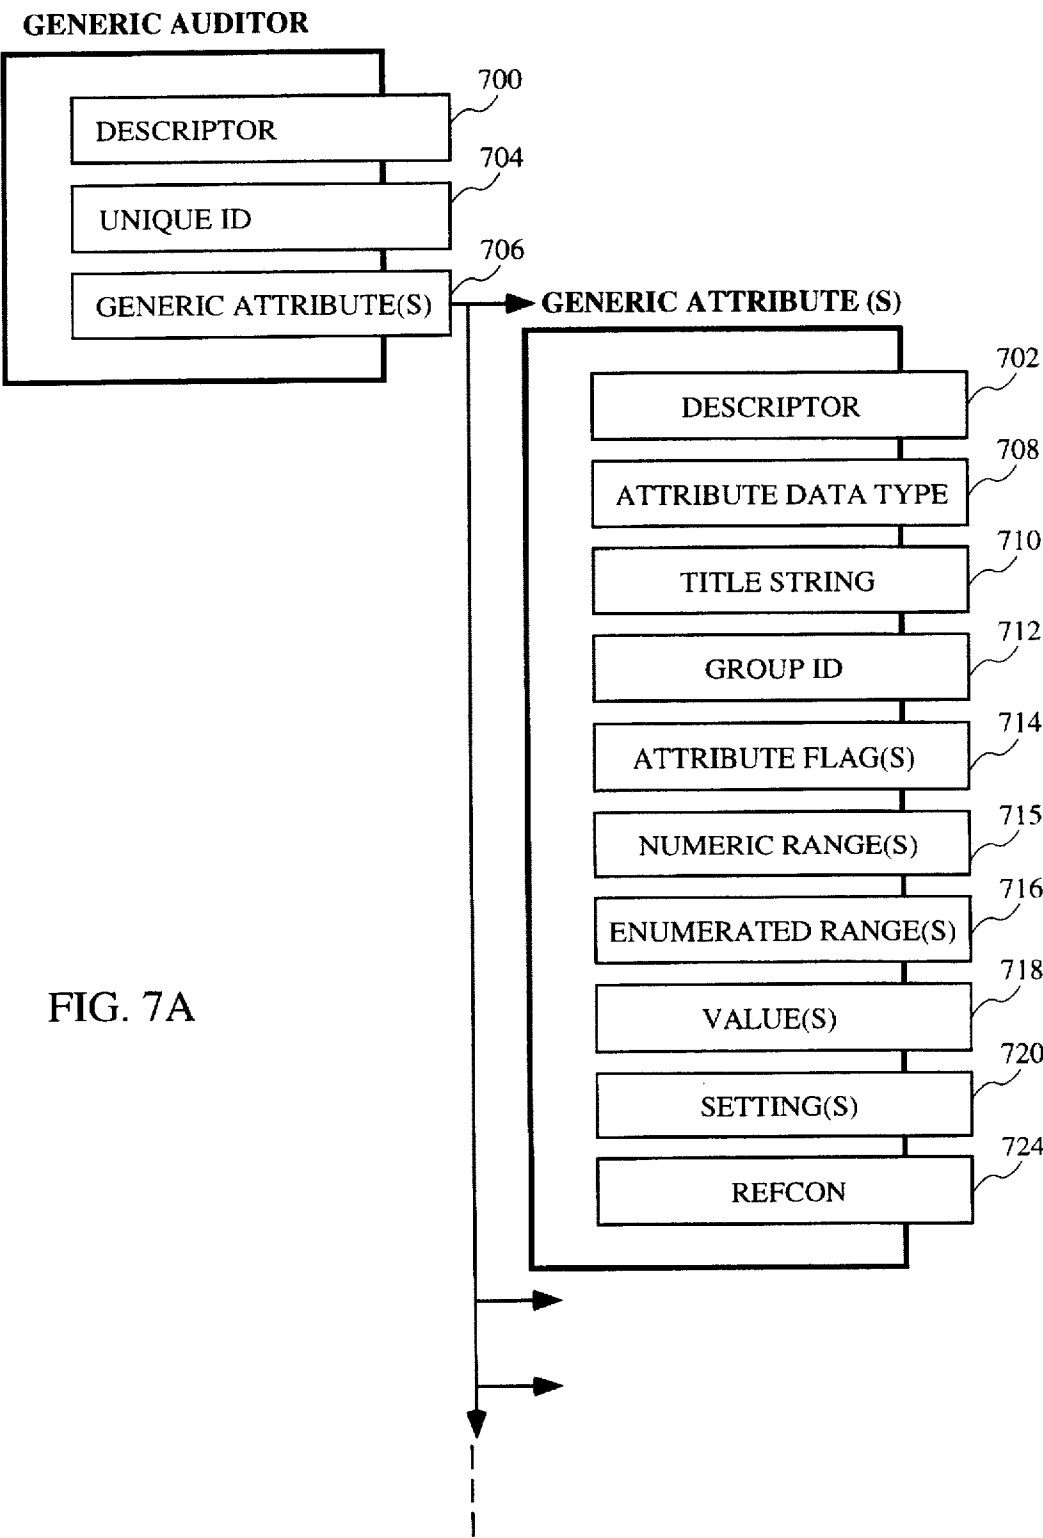 GENERIC AUDITOR
700
DESCRIPTOR
704
UNIQUE ID
706
GENERIC ATTRIBUTE(S)
GENERIC ATTRIBUTE (S)
702
DESCRIPTOR
708
ATTRIBUTE DATA TYPE
710
TITLE STRING
712
GROUP ID
714
ATTRIBUTE FLAG(S)
715
NUMERIC RANGE(S)
716
ENUMERATED RANGE(S)
718
VALUE(S)
720
SETTING(S)
724
REFCON
FIG. 7A